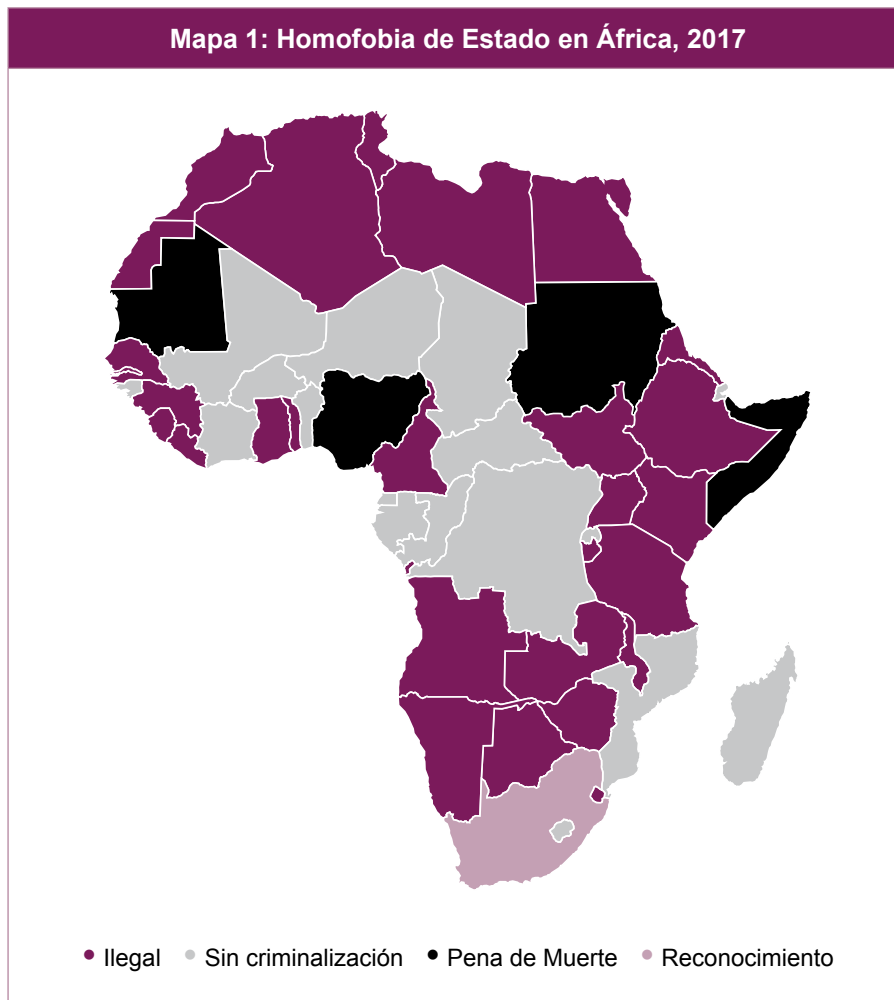 Mapa 1: Homofobia de Estado en África, 2017
Ilegal Sin criminalización Pena de Muerte Reconocimiento